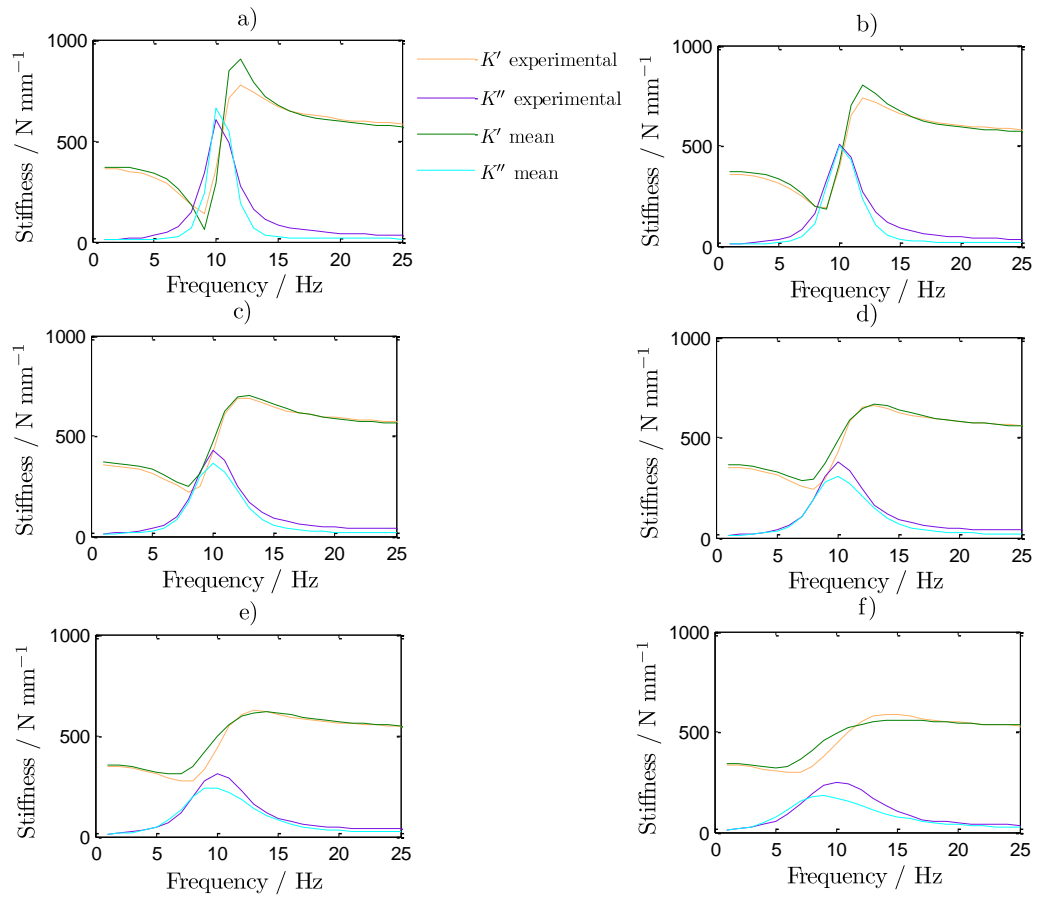 a)
1000
500
0
Stiffness / N mm⁻¹
0 5 10 15 20 25
Frequency / Hz
K′ experimental
K″ experimental
K′ mean
K″ mean
b)
1000
500
0
Stiffness / N mm⁻¹
0 5 10 15 20 25
Frequency / Hz
c)
1000
500
0
Stiffness / N mm⁻¹
0 5 10 15 20 25
Frequency / Hz
d)
1000
500
0
Stiffness / N mm⁻¹
0 5 10 15 20 25
Frequency / Hz
e)
1000
500
0
Stiffness / N mm⁻¹
0 5 10 15 20 25
Frequency / Hz
f)
1000
500
0
Stiffness / N mm⁻¹
0 5 10 15 20 25
Frequency / Hz